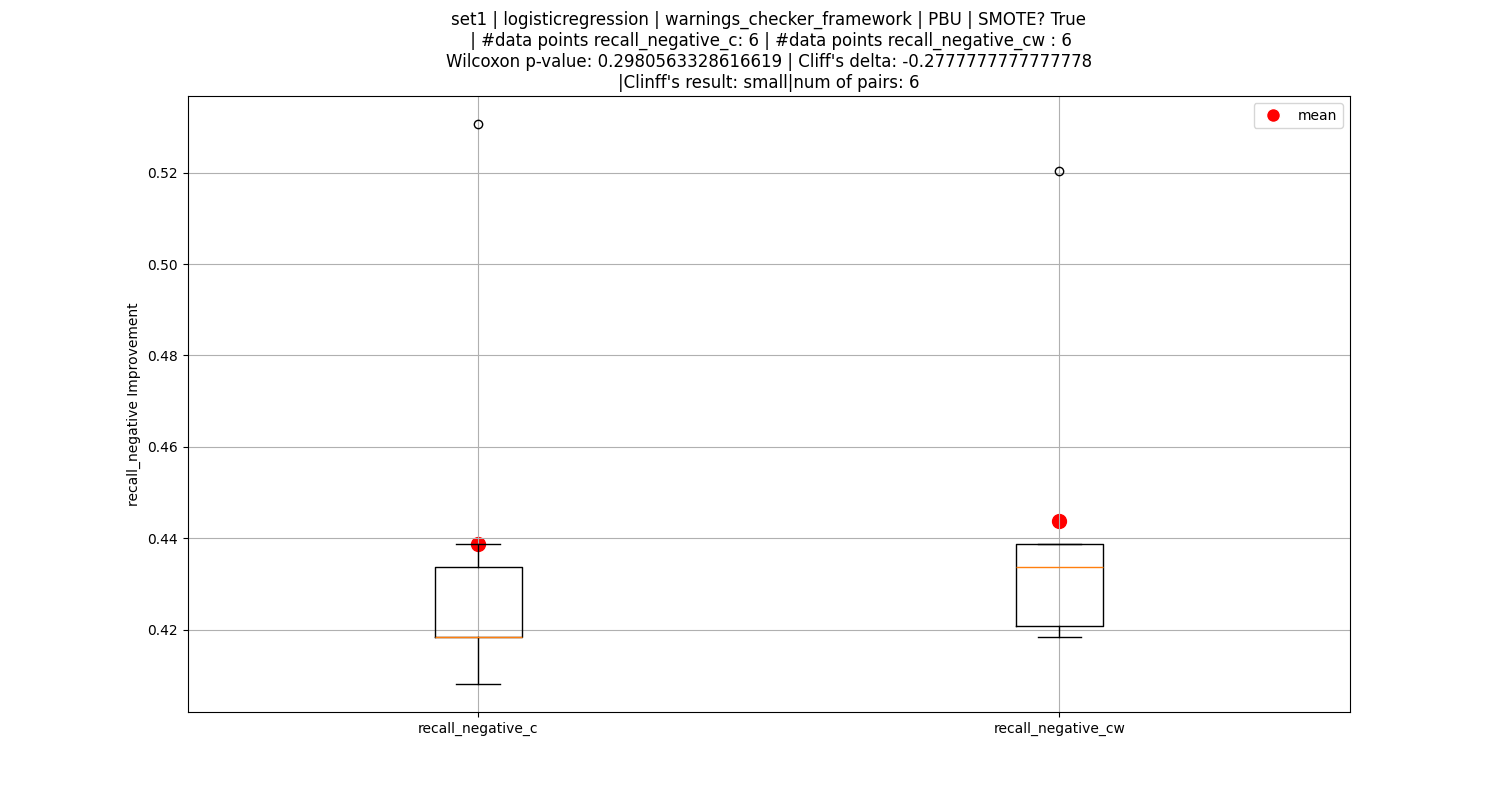 set1 | logisticregression | warnings_checker_framework | PBU | SMOTE? True
| #data points recall_negative_c: 6 | #data points recall_negative_cw : 6
Wilcoxon p-value: 0.2980563328616619 | Cliff's delta: -0.2777777777777778
|Clinff's result: small|num of pairs: 6
mean
0.52
0.50
0.48
0.46
0.44
0.42
recall_negative Improvement
recall_negative_c
recall_negative_cw